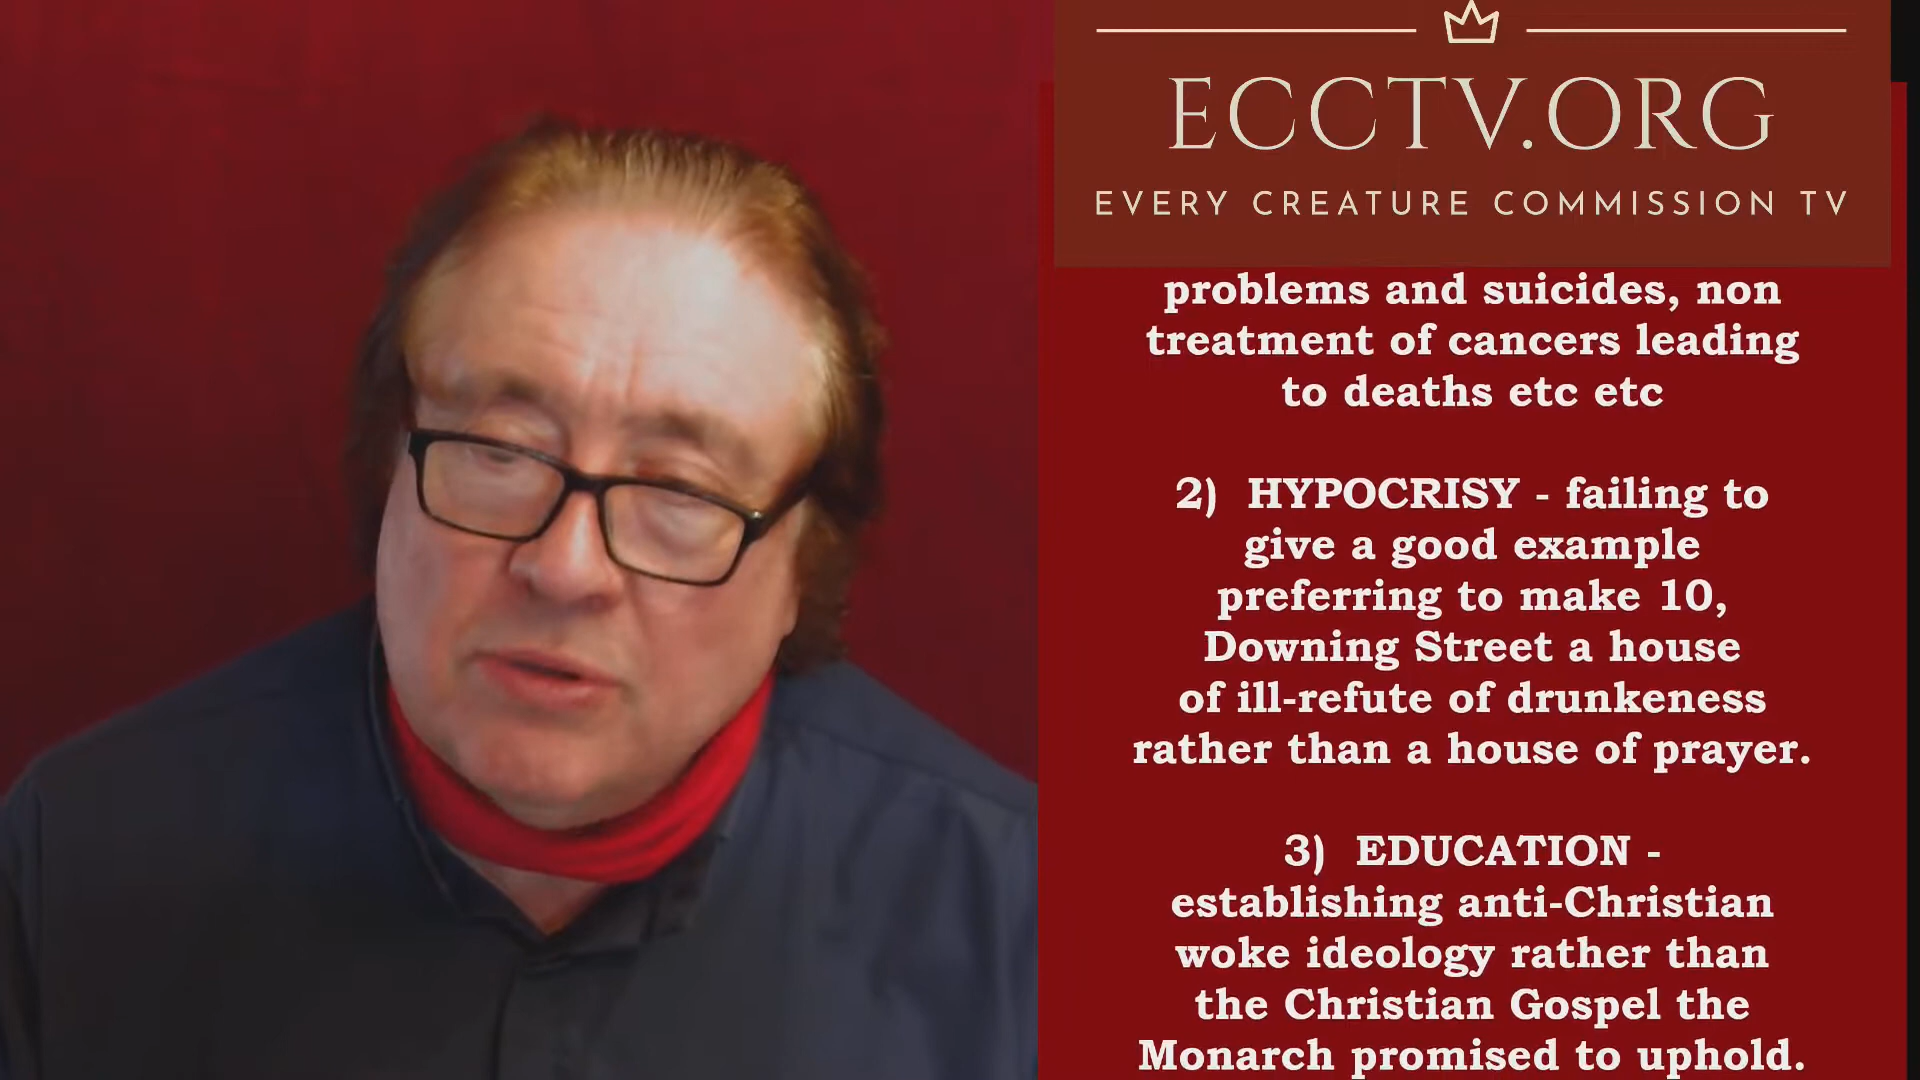 ECCTV.ORG
EVERY CREATURE COMMISSION TV
problems and suicides, non
treatment of cancers leading
to deaths etc etc
2) HYPOCRISY - failing to
give a good example
preferring to make 10,
Downing Street a house
of ill-refute of drunkeness
rather than a house of prayer.
3) EDUCATION -
establishing anti-Christian
woke ideology rather than
the Christian Gospel the
Monarch promised to uphold.